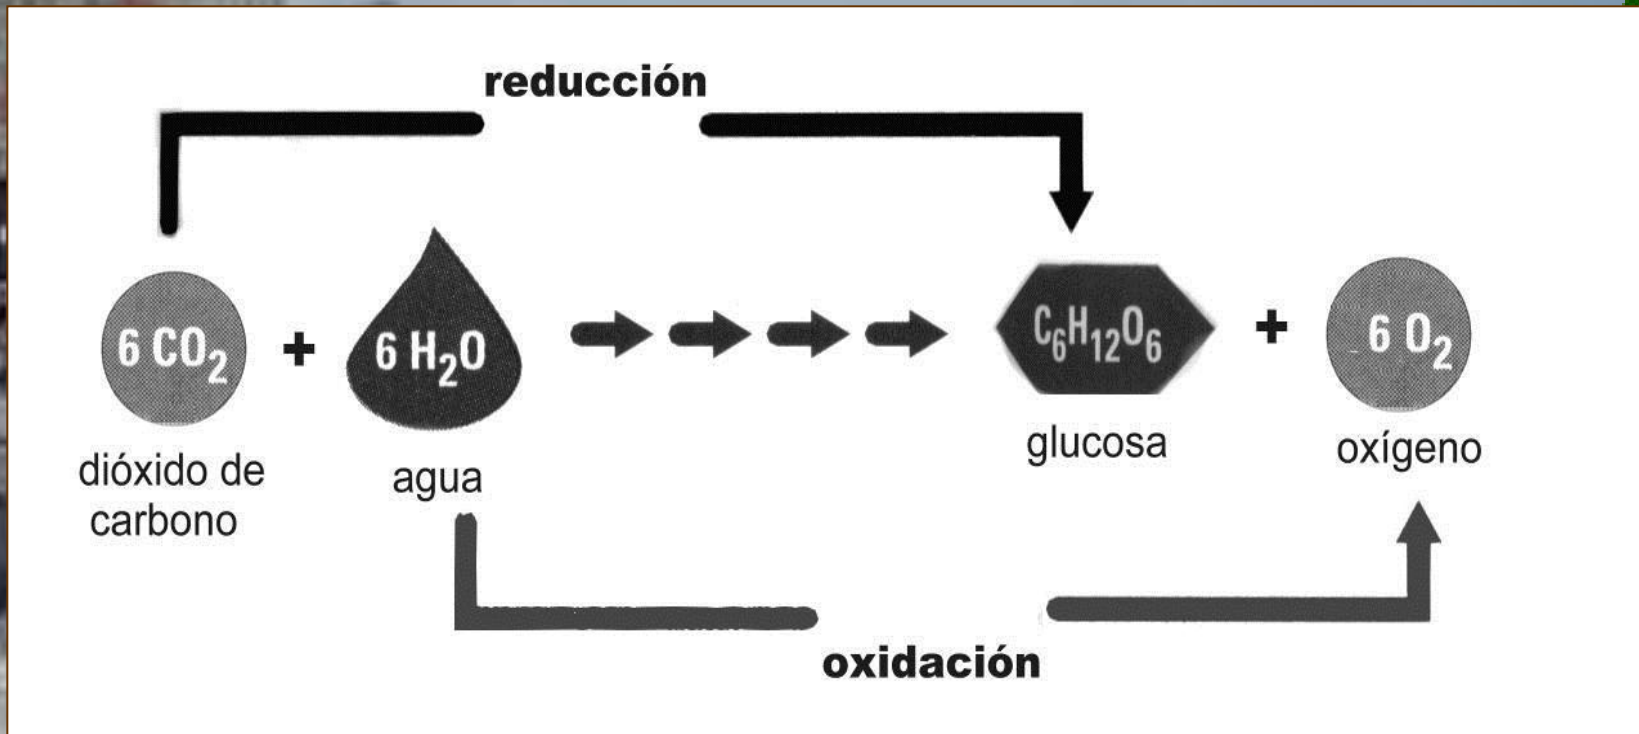 reducción
6 CO₂ + 6 H₂O
C₆H₁₂O₆ + 6 O₂
dióxido de
carbono
agua
glucosa
oxígeno
oxidación